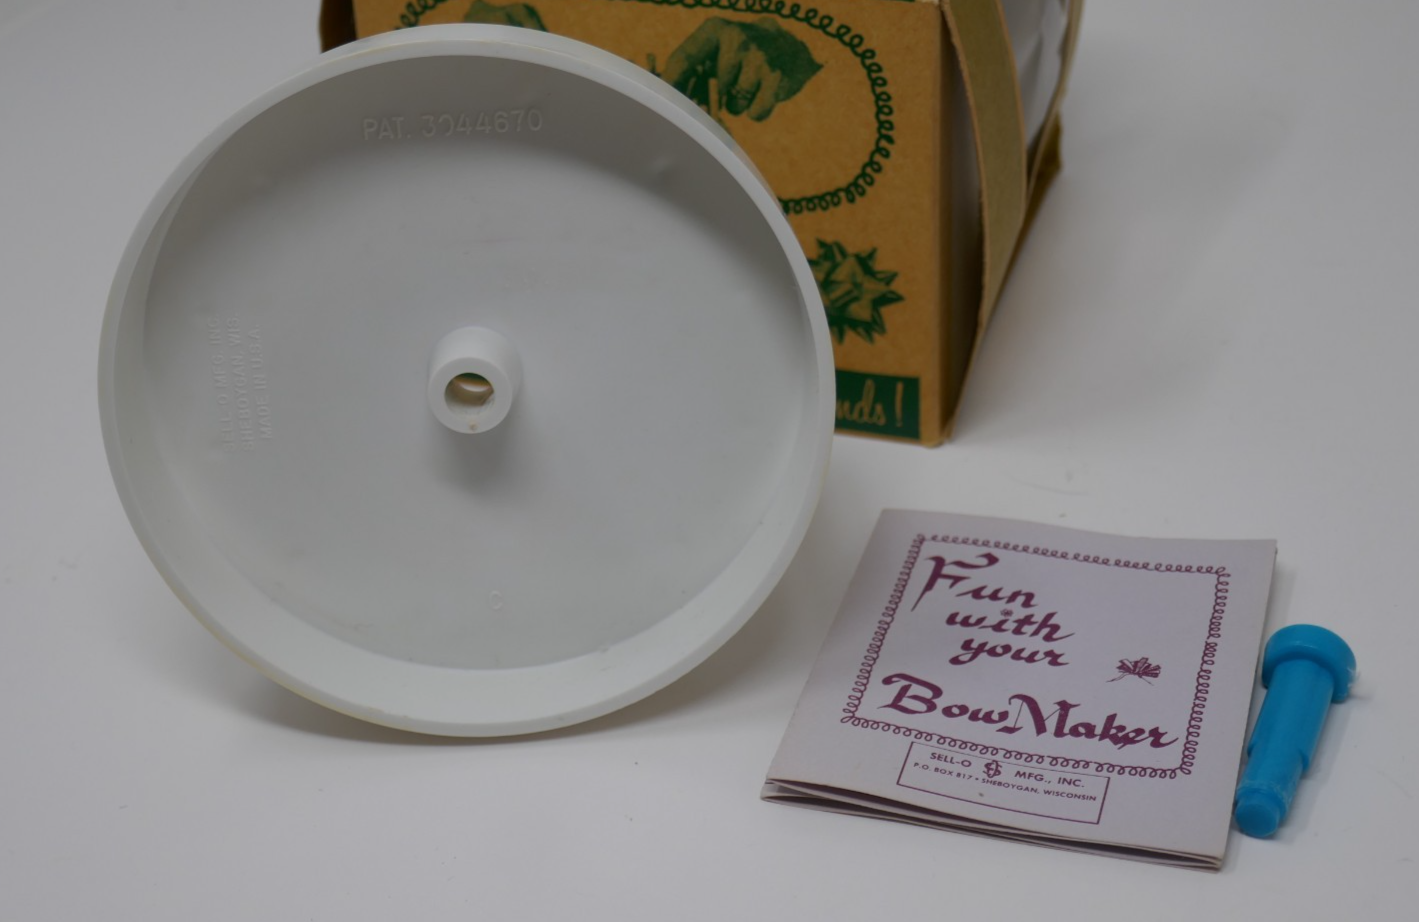 PAT. 3044670
SELL-O MFG. INC.
SHEBOYGAN, WIS.
MADE IN U.S.A.
C
nds!
Fun
with
your
BowMaker
SELL-O MFG., INC.
P.O. BOX 817 • SHEBOYGAN, WISCONSIN